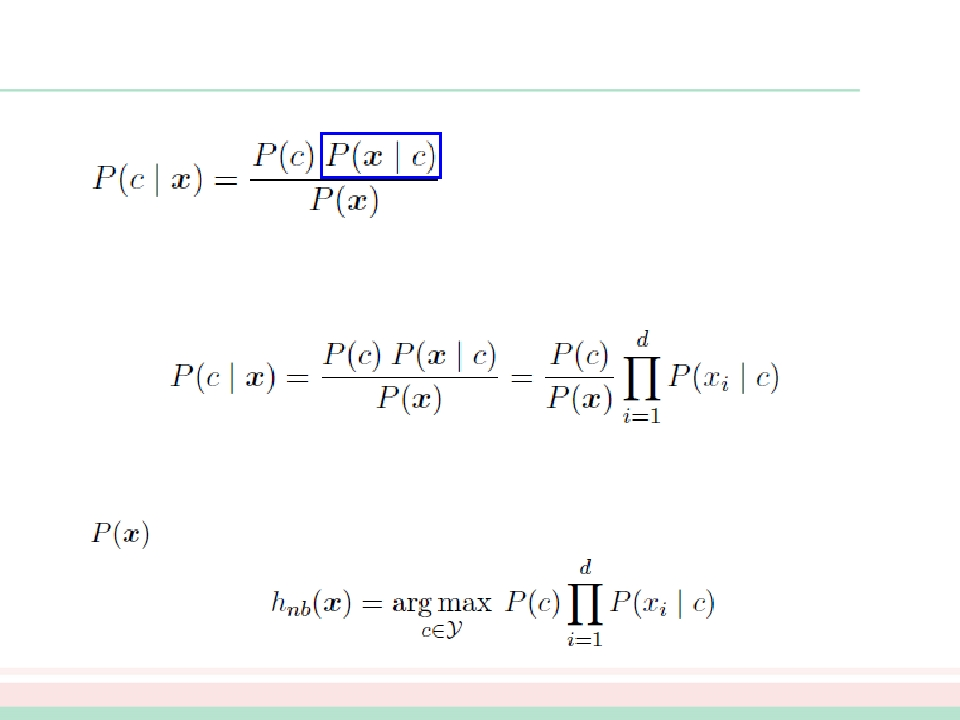 P(c | x) = P(c) P(x | c) / P(x)
P(c | x) = P(c) P(x | c) / P(x) = P(c) / P(x) ∏_{i=1}^{d} P(x_i | c)
P(x)
h_{nb}(x) = arg max_{c∈𝒴} P(c) ∏_{i=1}^{d} P(x_i | c)